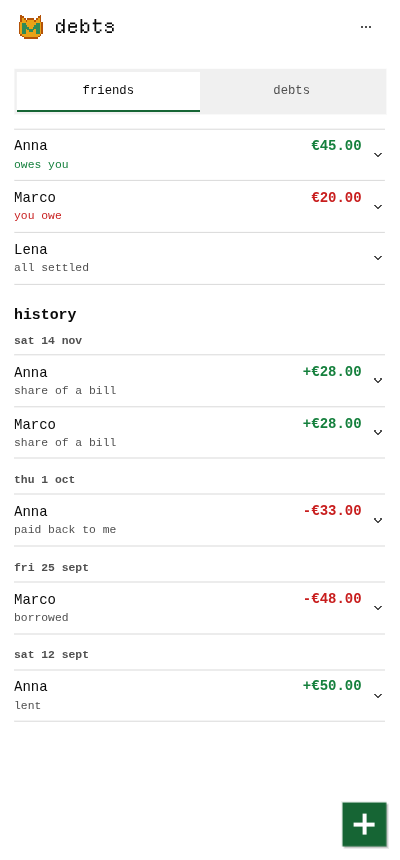 debts
...
friends
debts
Anna
€45.00
owes you
Marco
€20.00
you owe
Lena
all settled
history
sat 14 nov
Anna
+€28.00
share of a bill
Marco
+€28.00
share of a bill
thu 1 oct
Anna
-€33.00
paid back to me
fri 25 sept
Marco
-€48.00
borrowed
sat 12 sept
Anna
+€50.00
lent
+